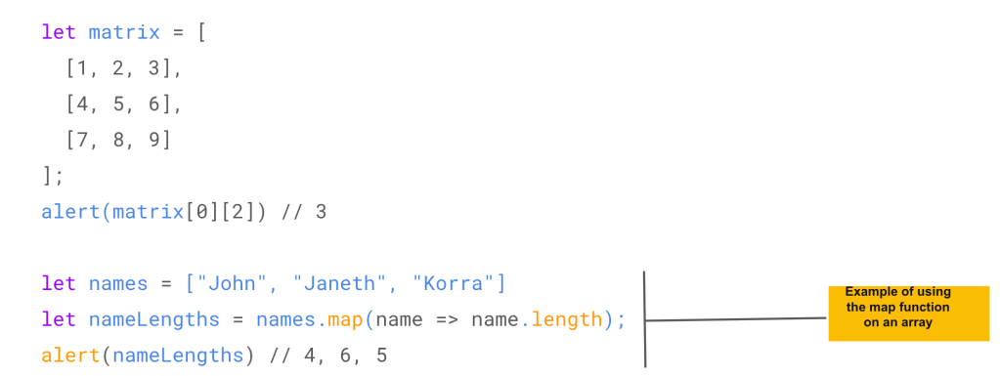 let matrix = [
  [1, 2, 3],
  [4, 5, 6],
  [7, 8, 9]
];
alert(matrix[0][2]) // 3
let names = ["John", "Janeth", "Korra"]
let nameLengths = names.map(name => name.length);
alert(nameLengths) // 4, 6, 5
Example of using
the map function
on an array